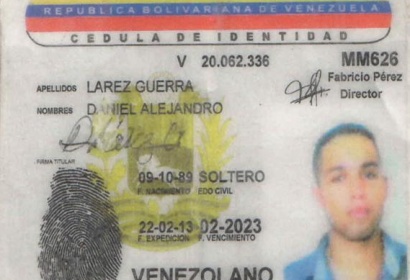 REPUBLICA BOLIVARIANA DE VENEZUELA
CEDULA DE IDENTIDAD
V 20.062.336 MM626
Fabricio Pérez
Director
APELLIDOS LAREZ GUERRA
NOMBRES DANIEL ALEJANDRO
FIRMA TITULAR
09-10-89 SOLTERO
F. NACIMIENTO EDO CIVIL
22-02-13 02-2023
F. EXPEDICION F. VENCIMIENTO
VENEZOLANO